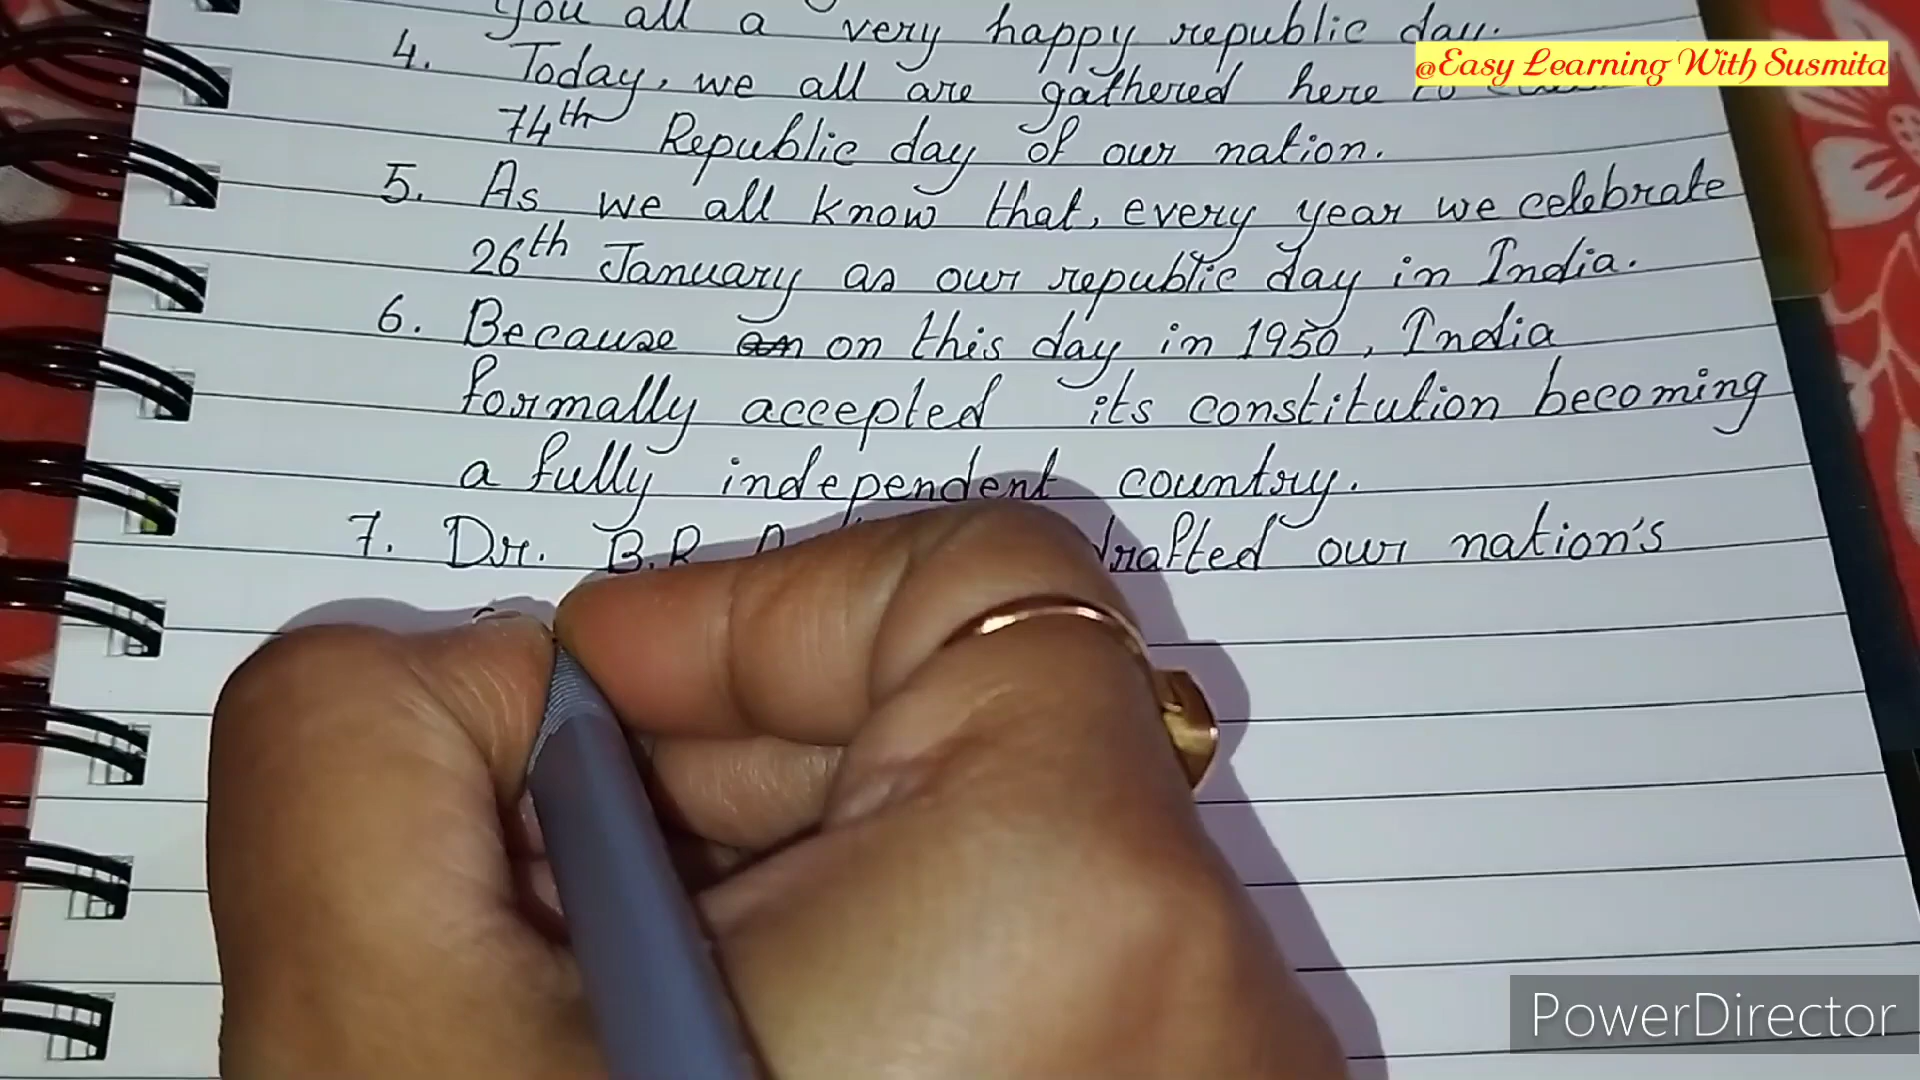 you all a very happy republic day.
@Easy Learning With Susmita
4. Today, we all are gathered here to
74th Republic day of our nation.
5. As we all know that, every year we celebrate
26th January as our republic day in India.
6. Because on this day in 1950, India
formally accepted its constitution becoming
a fully independent country.
7. Dr. B.R. drafted our nation's
PowerDirector